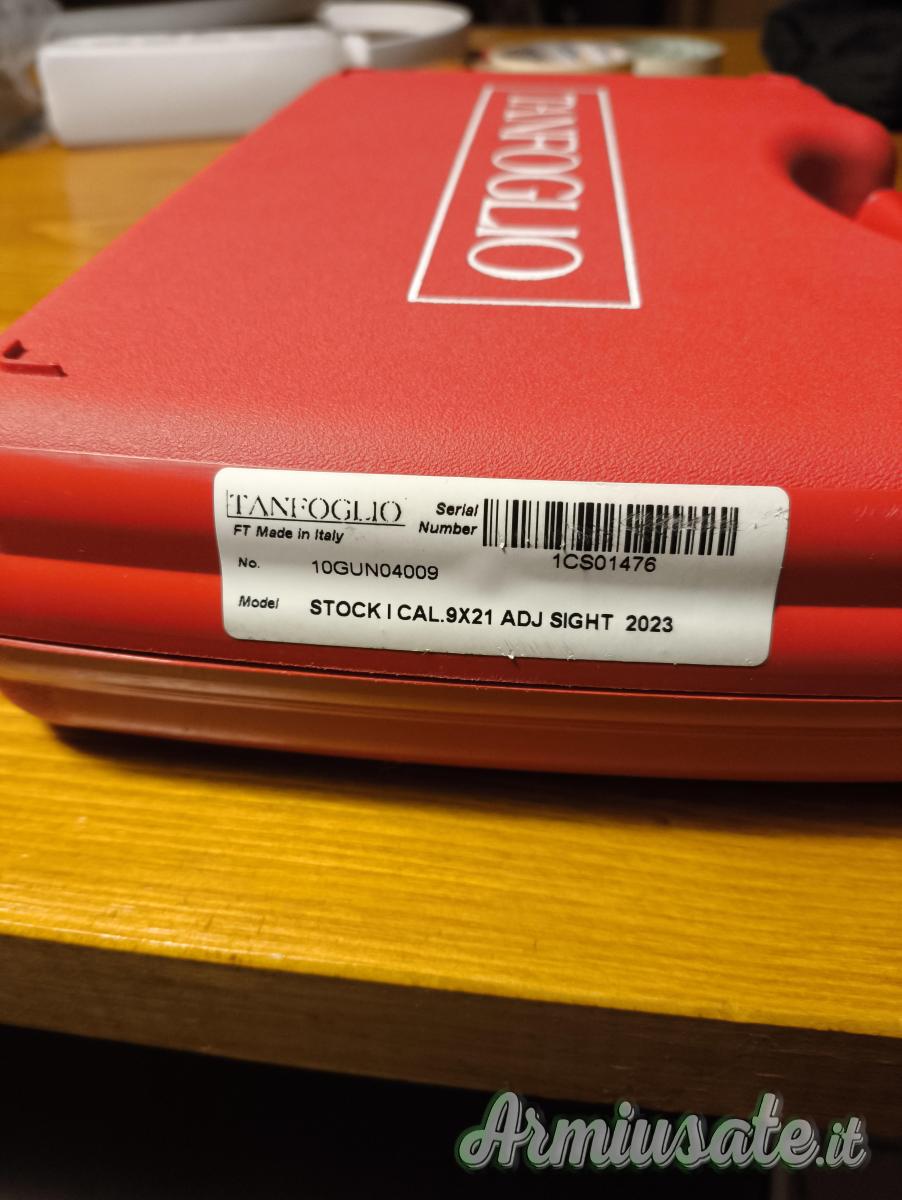 TANFOGLIO
TANFOGLIO
FT Made in Italy
Serial
Number
1CS01476
No. 10GUN04009
Model STOCK I CAL.9X21 ADJ SIGHT 2023
Armiusate.it